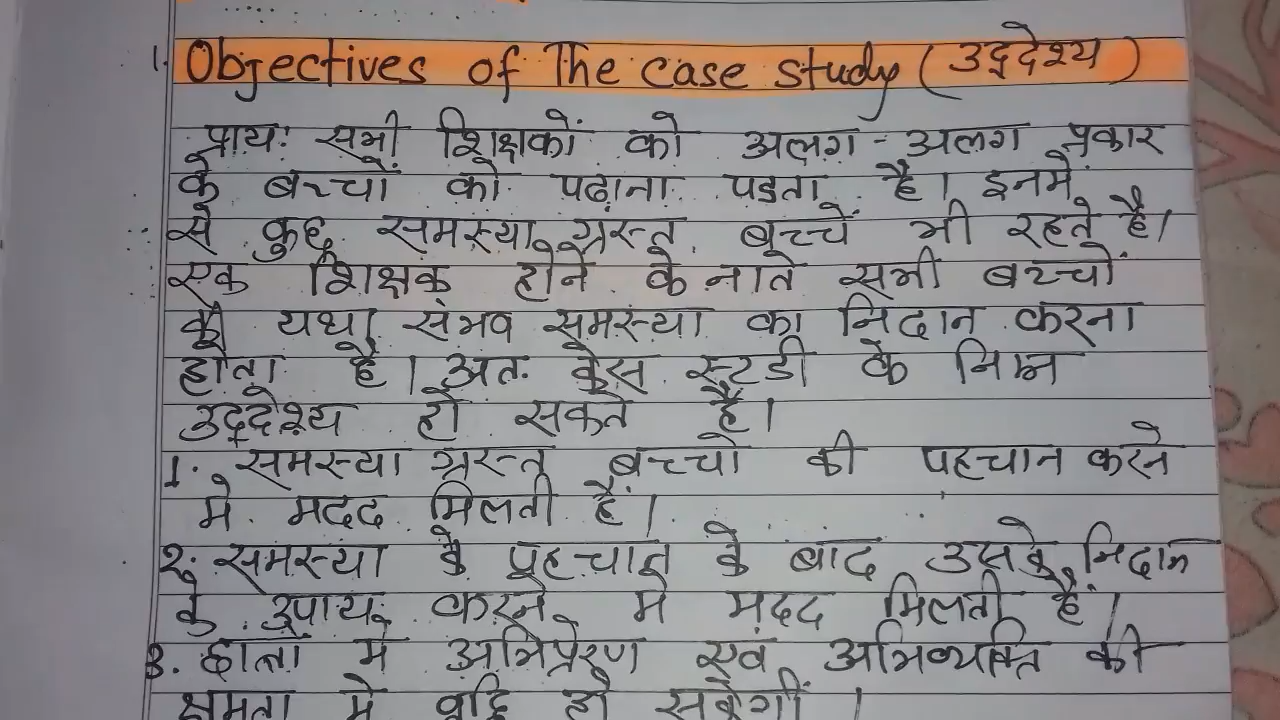 1. Objectives of The case study (उद्देश्य)
प्रायः सभी शिक्षकों को अलग-अलग प्रकार
के बच्चों को पढ़ाना पडता है। इनमें
से कुछ समस्या ग्रस्त बच्चें भी रहते है।
एक शिक्षक होने के नाते सभी बच्चों
की यथा संभव समस्या का निदान करना
होता है। अतः केस स्टडी के निम्न
उद्देश्य हो सकते है।
1. समस्या ग्रस्त बच्चो की पहचान करने
मे मदद मिलती हैं।
2. समस्या के पहचान के बाद उसके निदान
के उपाय करने मे मदद मिलती है।
3. छात्रों मे अभिप्रेरण एवं अभिव्यक्ति की
क्षमता मे वृद्दि हो सकेगीं।